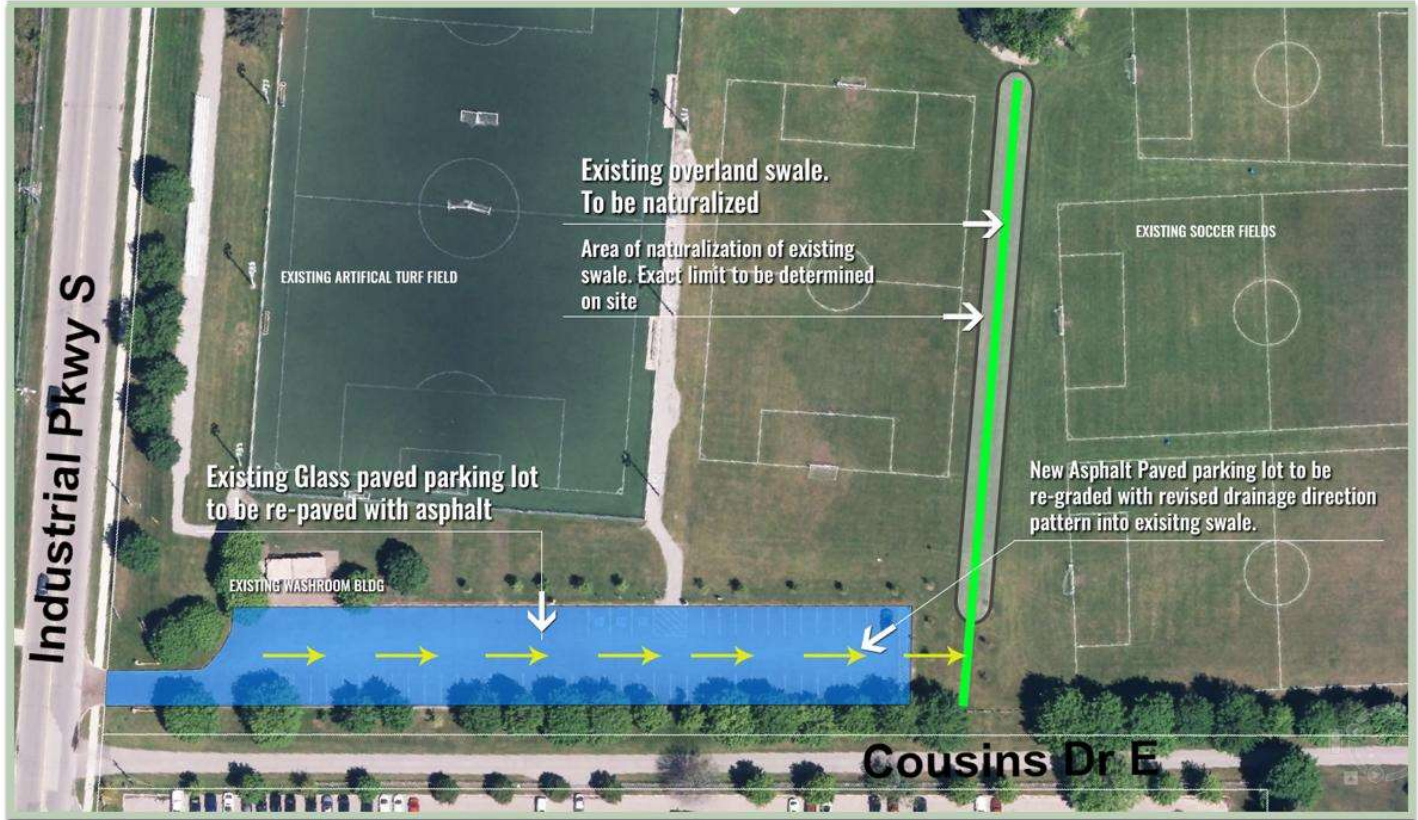 Industrial Pkwy S
Existing overland swale.
To be naturalized
Area of naturalization of existing
swale. Exact limit to be determined
on site
EXISTING SOCCER FIELDS
EXISTING ARTIFICAL TURF FIELD
Existing Glass paved parking lot
to be re-paved with asphalt
New Asphalt Paved parking lot to be
re-graded with revised drainage direction
pattern into exisitng swale.
EXISTING WASHROOM BLDG
Cousins Dr E